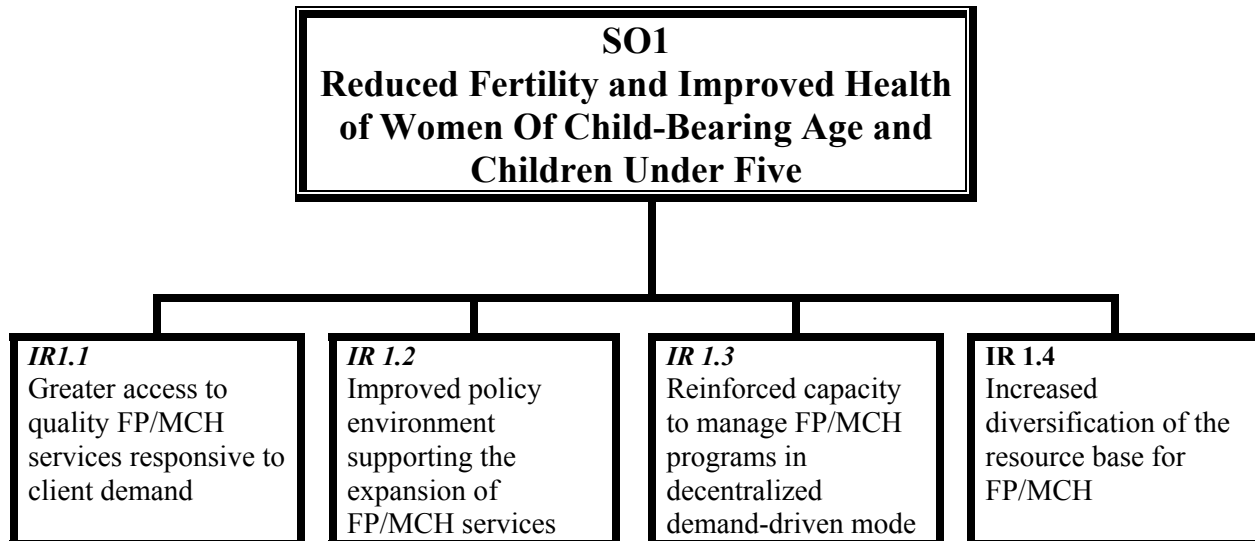 SO1
Reduced Fertility and Improved Health
of Women Of Child-Bearing Age and
Children Under Five
IR1.1
Greater access to
quality FP/MCH
services responsive to
client demand
IR 1.2
Improved policy
environment
supporting the
expansion of
FP/MCH services
IR 1.3
Reinforced capacity
to manage FP/MCH
programs in
decentralized
demand-driven mode
IR 1.4
Increased
diversification of the
resource base for
FP/MCH